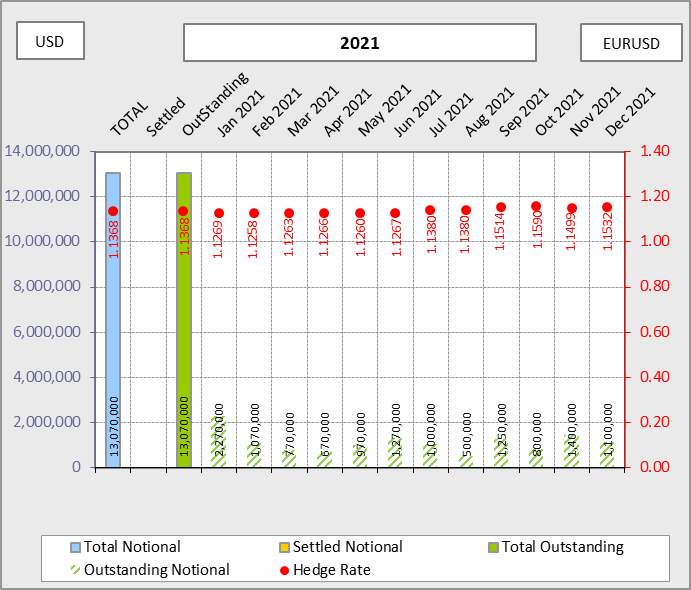 USD
2021
EURUSD
TOTAL
Settled
OutStanding
Jan 2021
Feb 2021
Mar 2021
Apr 2021
May 2021
Jun 2021
Jul 2021
Aug 2021
Sep 2021
Oct 2021
Nov 2021
Dec 2021
14,000,000
12,000,000
10,000,000
8,000,000
6,000,000
4,000,000
2,000,000
0
1.40
1.20
1.00
0.80
0.60
0.40
0.20
0.00
1.1368
1.1368
1.1269
1.1258
1.1263
1.1266
1.1260
1.1267
1.1380
1.1380
1.1514
1.1590
1.1499
1.1532
13,070,000
13,070,000
2,270,000
1,070,000
770,000
670,000
970,000
1,270,000
1,000,000
500,000
1,250,000
800,000
1,400,000
1,100,000
Total Notional
Settled Notional
Total Outstanding
Outstanding Notional
Hedge Rate